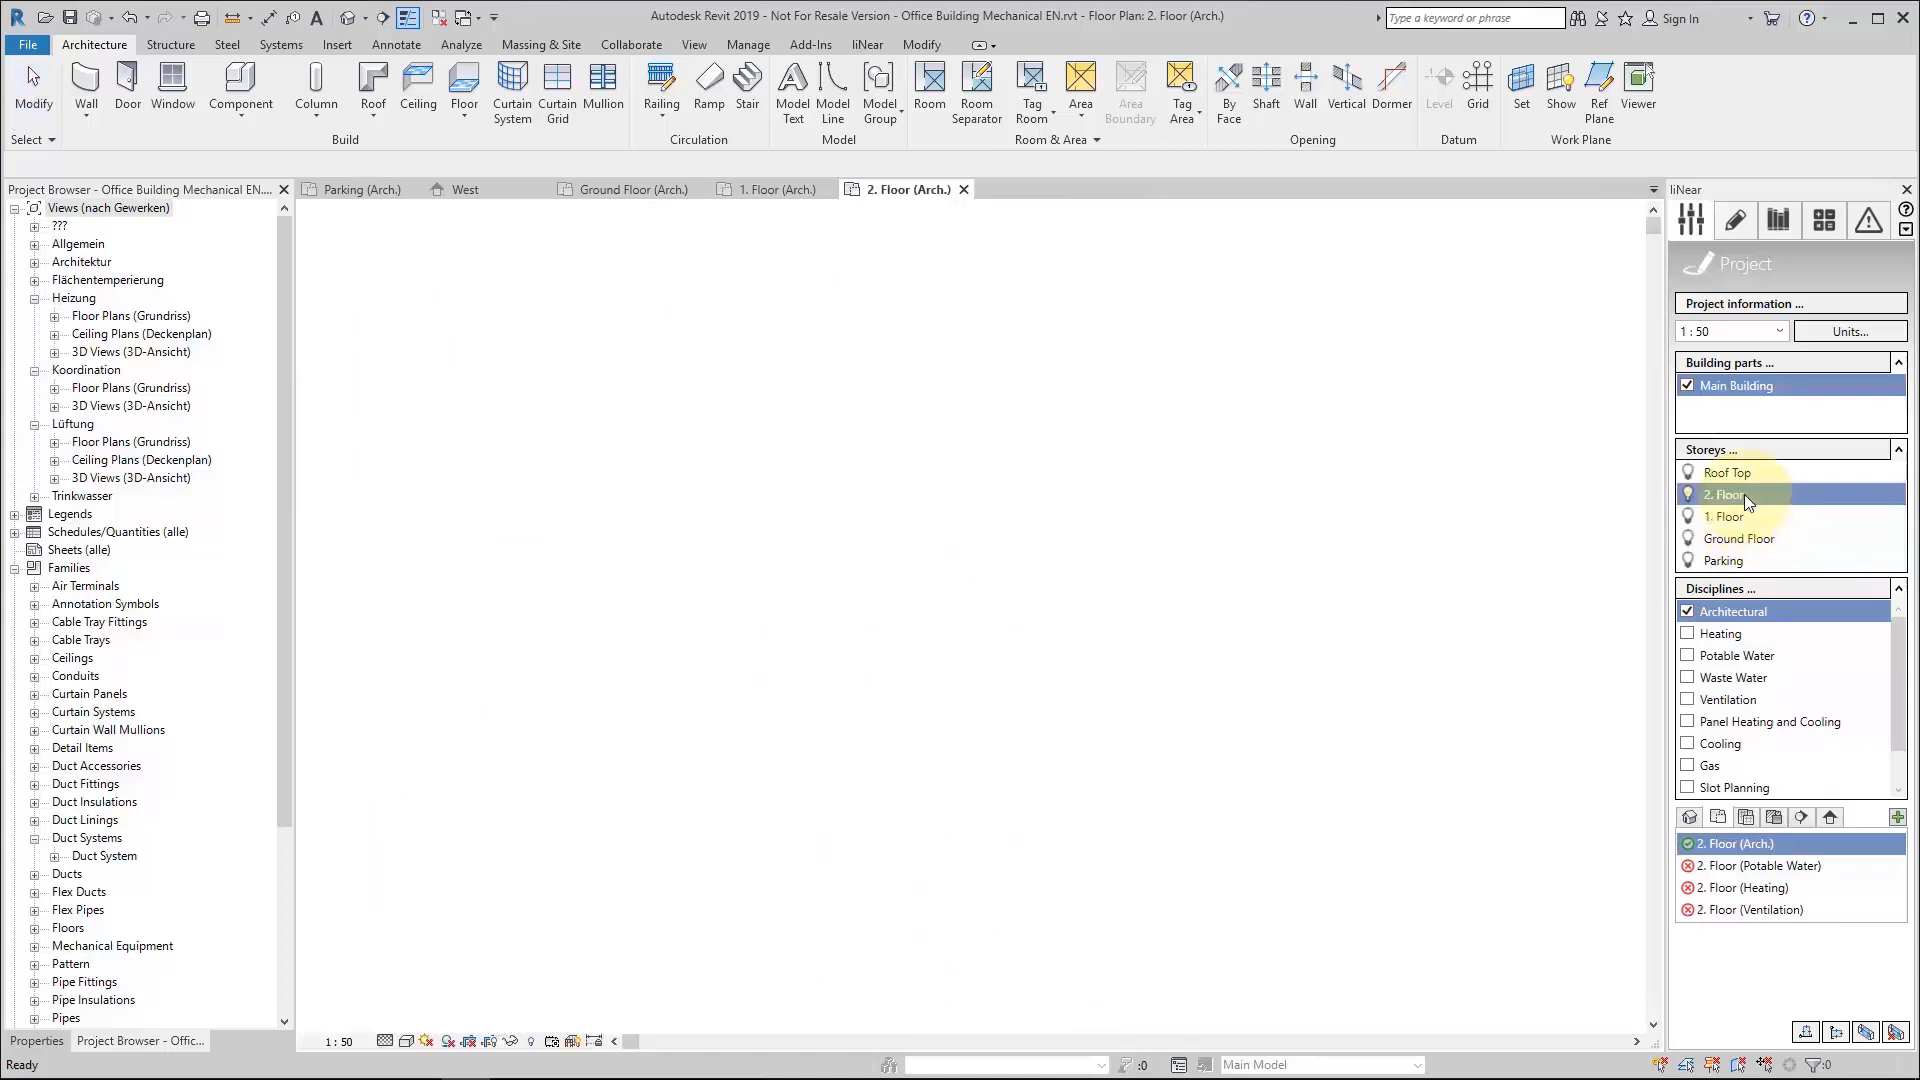 Autodesk Revit 2019 - Not For Resale Version - Office Building Mechanical EN.rvt - Floor Plan: 2. Floor (Arch.)
Type a keyword or phrase
Sign In
File Architecture Structure Steel Systems Insert Annotate Analyze Massing & Site Collaborate View Manage Add-Ins liNear Modify
Modify Wall Door Window Component Column Roof Ceiling Floor Curtain System Curtain Grid Mullion Railing Ramp Stair Model Text Model Line Model Group Room Room Separator Tag Room Area Area Boundary Tag Area By Face Shaft Wall Vertical Dormer Level Grid Set Show Ref Plane Viewer
Select Build Circulation Model Room & Area Opening Datum Work Plane
Project Browser - Office Building Mechanical EN....
Parking (Arch.) West Ground Floor (Arch.) 1. Floor (Arch.) 2. Floor (Arch.)
Views (nach Gewerken)
???
Allgemein
Architektur
Flächentemperierung
Heizung
Floor Plans (Grundriss)
Ceiling Plans (Deckenplan)
3D Views (3D-Ansicht)
Koordination
Floor Plans (Grundriss)
3D Views (3D-Ansicht)
Lüftung
Floor Plans (Grundriss)
Ceiling Plans (Deckenplan)
3D Views (3D-Ansicht)
Trinkwasser
Legends
Schedules/Quantities (alle)
Sheets (alle)
Families
Air Terminals
Annotation Symbols
Cable Tray Fittings
Cable Trays
Ceilings
Conduits
Curtain Panels
Curtain Systems
Curtain Wall Mullions
Detail Items
Duct Accessories
Duct Fittings
Duct Insulations
Duct Linings
Duct Systems
Duct System
Ducts
Flex Ducts
Flex Pipes
Floors
Mechanical Equipment
Pattern
Pipe Fittings
Pipe Insulations
Pipes
Properties Project Browser - Offic...
Ready
1 : 50
:0
Main Model
:0
liNear
Project
Project information ...
1 : 50 Units...
Building parts ...
Main Building
Storeys ...
Roof Top
2. Floor
1. Floor
Ground Floor
Parking
Disciplines ...
Architectural
Heating
Potable Water
Waste Water
Ventilation
Panel Heating and Cooling
Cooling
Gas
Slot Planning
2. Floor (Arch.)
2. Floor (Potable Water)
2. Floor (Heating)
2. Floor (Ventilation)